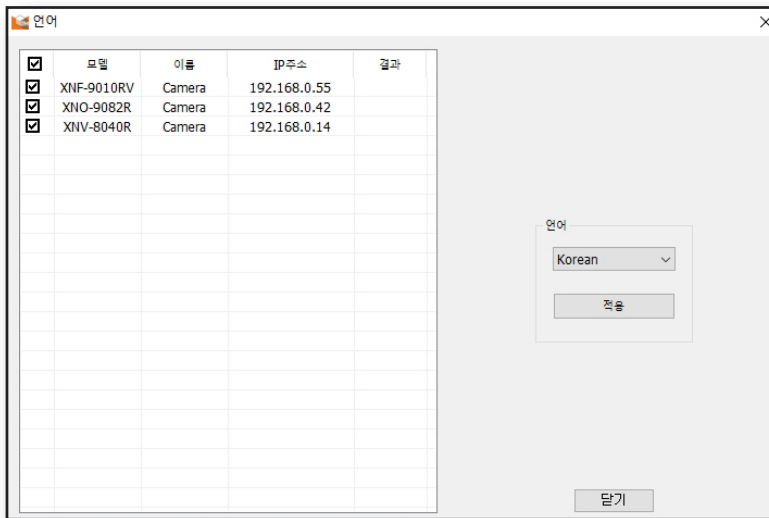 언어
모델 이름 IP주소 결과
XNF-9010RV Camera 192.168.0.55
XNO-9082R Camera 192.168.0.42
XNV-8040R Camera 192.168.0.14
언어
Korean
적용
닫기